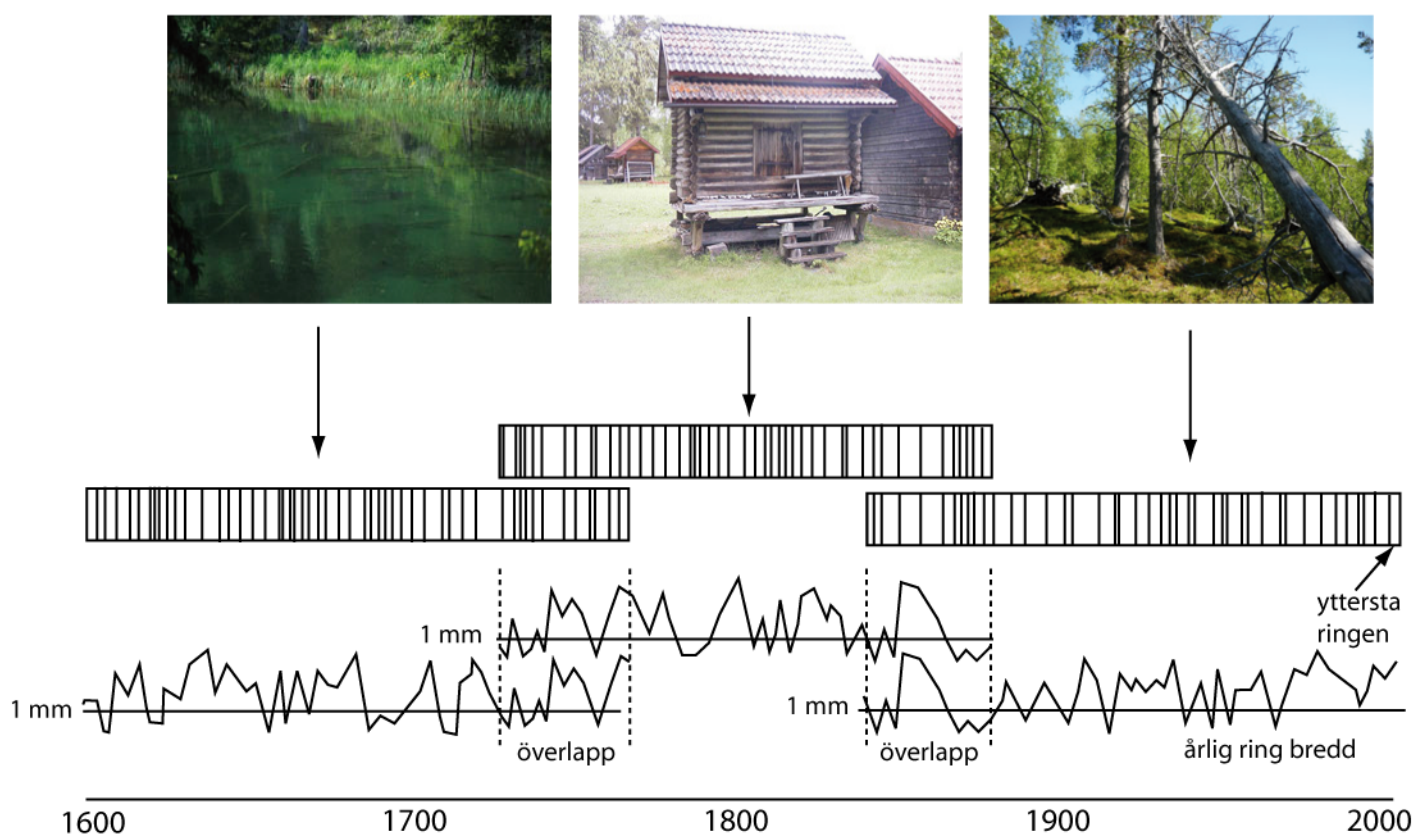 yttersta
ringen
1 mm
1 mm
1 mm
överlapp
överlapp
årlig ring bredd
1600
1700
1800
1900
2000